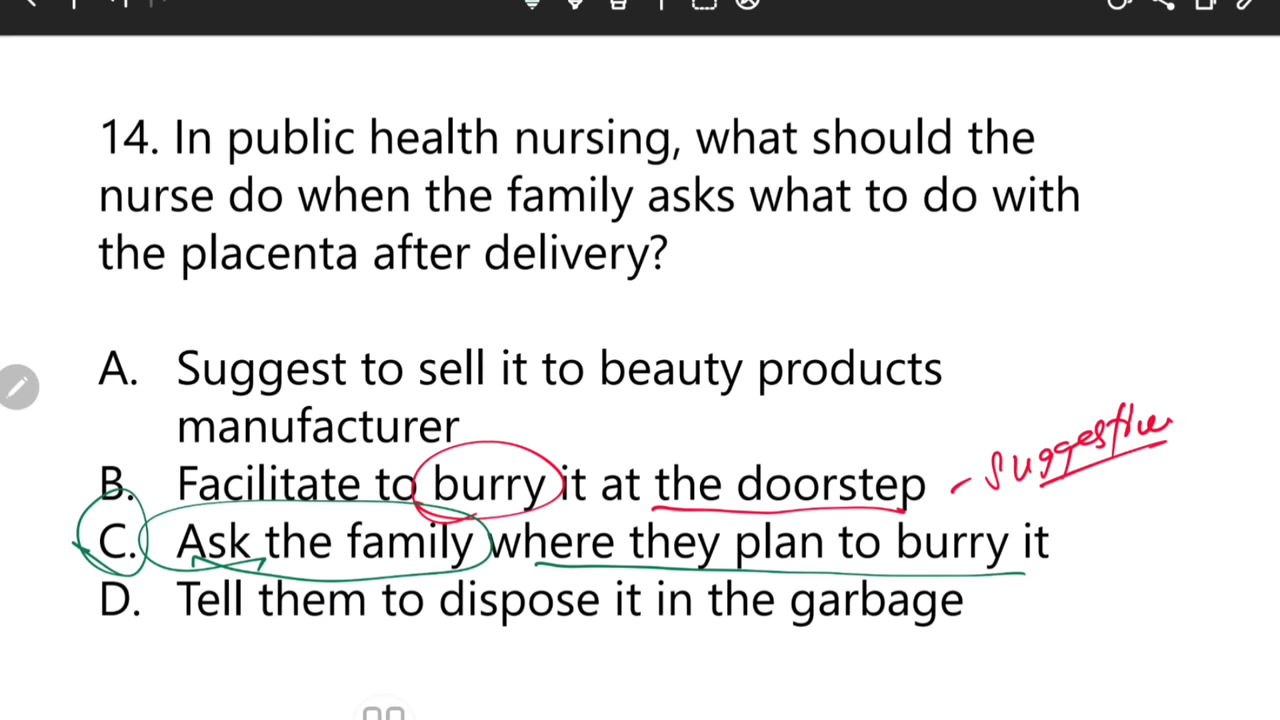 14. In public health nursing, what should the
nurse do when the family asks what to do with
the placenta after delivery?
A. Suggest to sell it to beauty products
manufacturer
B. Facilitate to burry it at the doorstep - Suggestive
C. Ask the family where they plan to burry it
D. Tell them to dispose it in the garbage